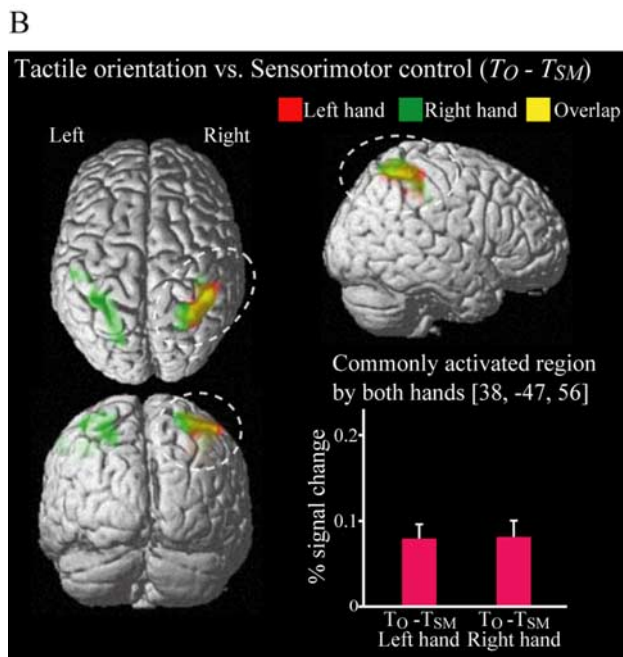 B
Tactile orientation vs. Sensorimotor control (TO - TSM)
Left hand Right hand Overlap
Left Right
Commonly activated region
by both hands [38, -47, 56]
% signal change
0.2
0.1
0
TO -TSM TO -TSM
Left hand Right hand